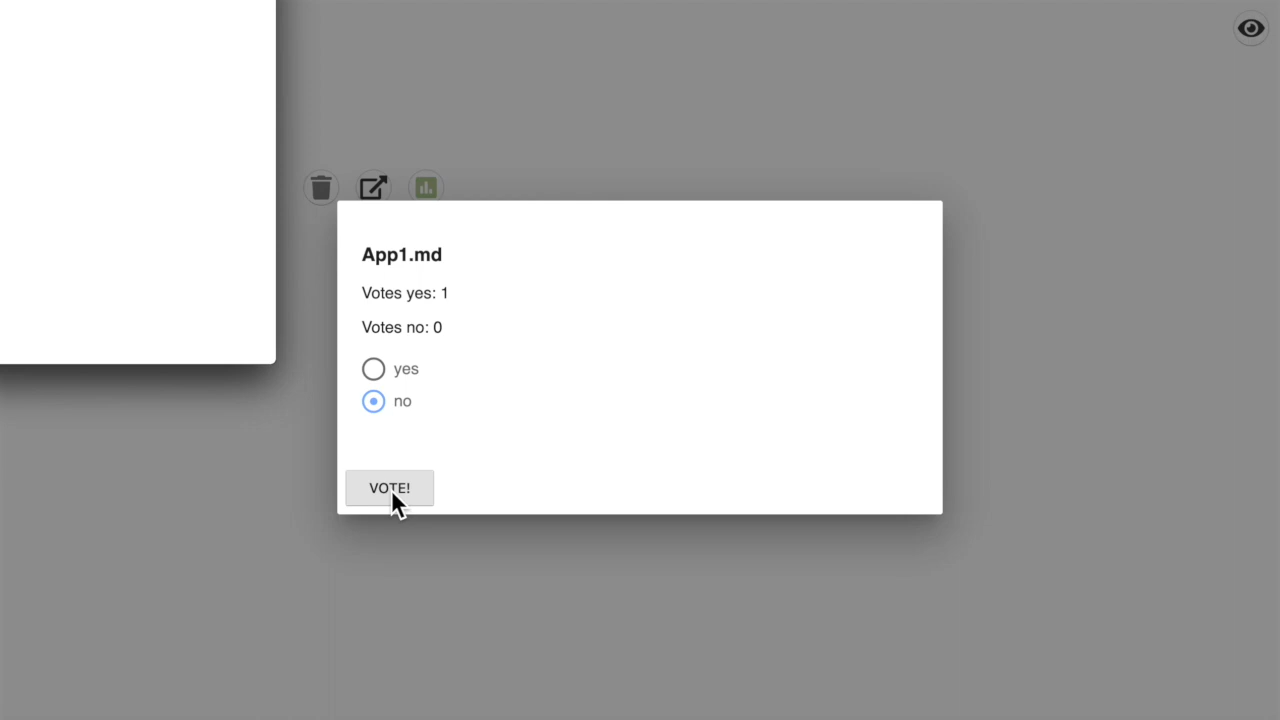 App1.md
Votes yes: 1
Votes no: 0
yes
no
VOTE!